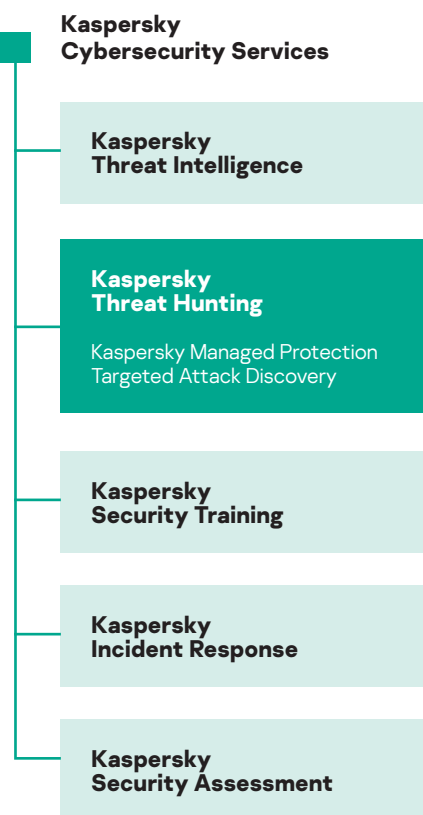 Kaspersky
Cybersecurity Services
Kaspersky
Threat Intelligence
Kaspersky
Threat Hunting
Kaspersky Managed Protection
Targeted Attack Discovery
Kaspersky
Security Training
Kaspersky
Incident Response
Kaspersky
Security Assessment